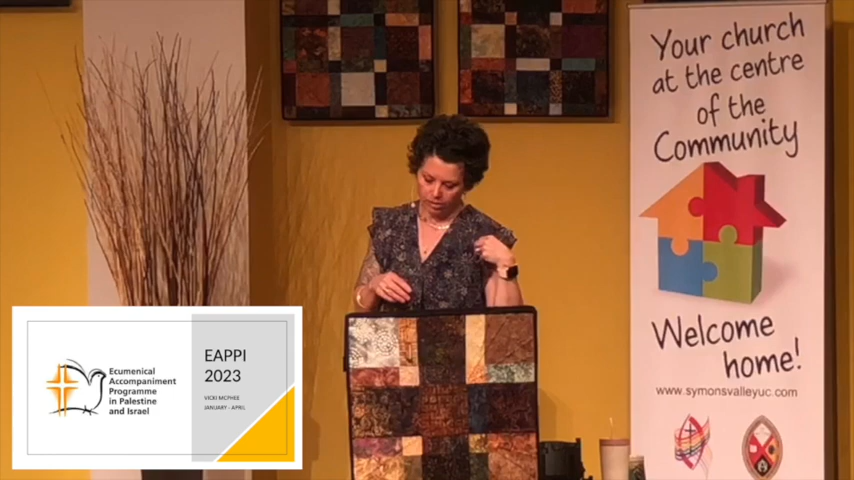 Your church
at the centre
of the
Community
Welcome
home!
www.symonsvalleyuc.com
Ecumenical
Accompaniment
Programme
in Palestine
and Israel
EAPPI
2023
VICKI MCPHEE
JANUARY - APRIL